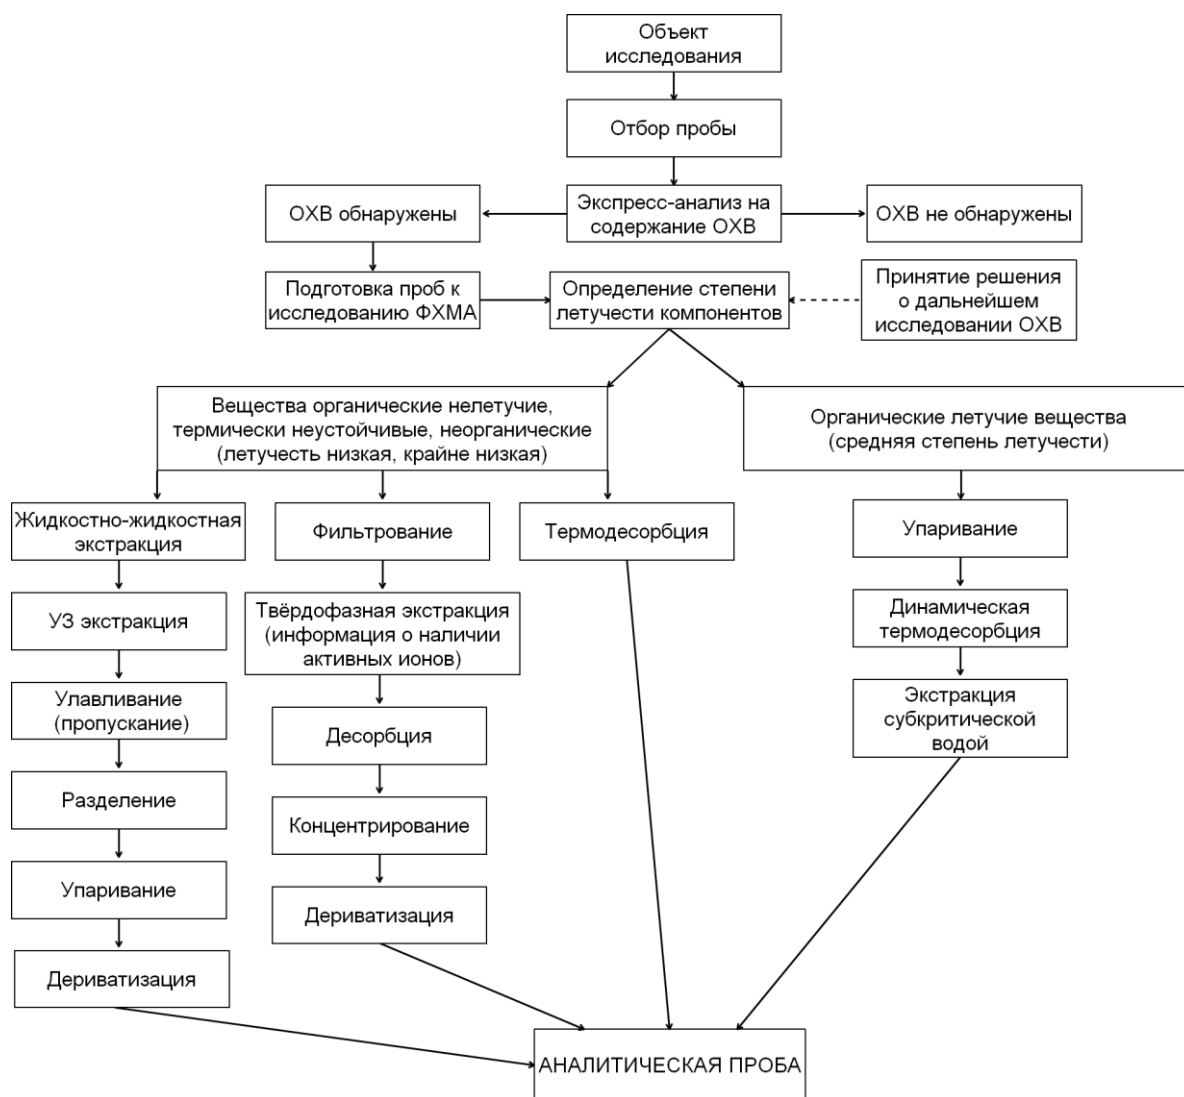 Объект
исследования
Отбор пробы
ОХВ обнаружены
Экспресс-анализ на
содержание ОХВ
ОХВ не обнаружены
Подготовка проб к
исследованию ФХМА
Определение степени
летучести компонентов
Принятие решения
о дальнейшем
исследовании ОХВ
Вещества органические нелетучие,
термически неустойчивые, неорганические
(летучесть низкая, крайне низкая)
Органические летучие вещества
(средняя степень летучести)
Жидкостно-жидкостная
экстракция
УЗ экстракция
Улавливание
(пропускание)
Разделение
Упаривание
Дериватизация
Фильтрование
Твёрдофазная экстракция
(информация о наличии
активных ионов)
Десорбция
Концентрирование
Дериватизация
Термодесорбция
Упаривание
Динамическая
термодесорбция
Экстракция
субкритической
водой
АНАЛИТИЧЕСКАЯ ПРОБА